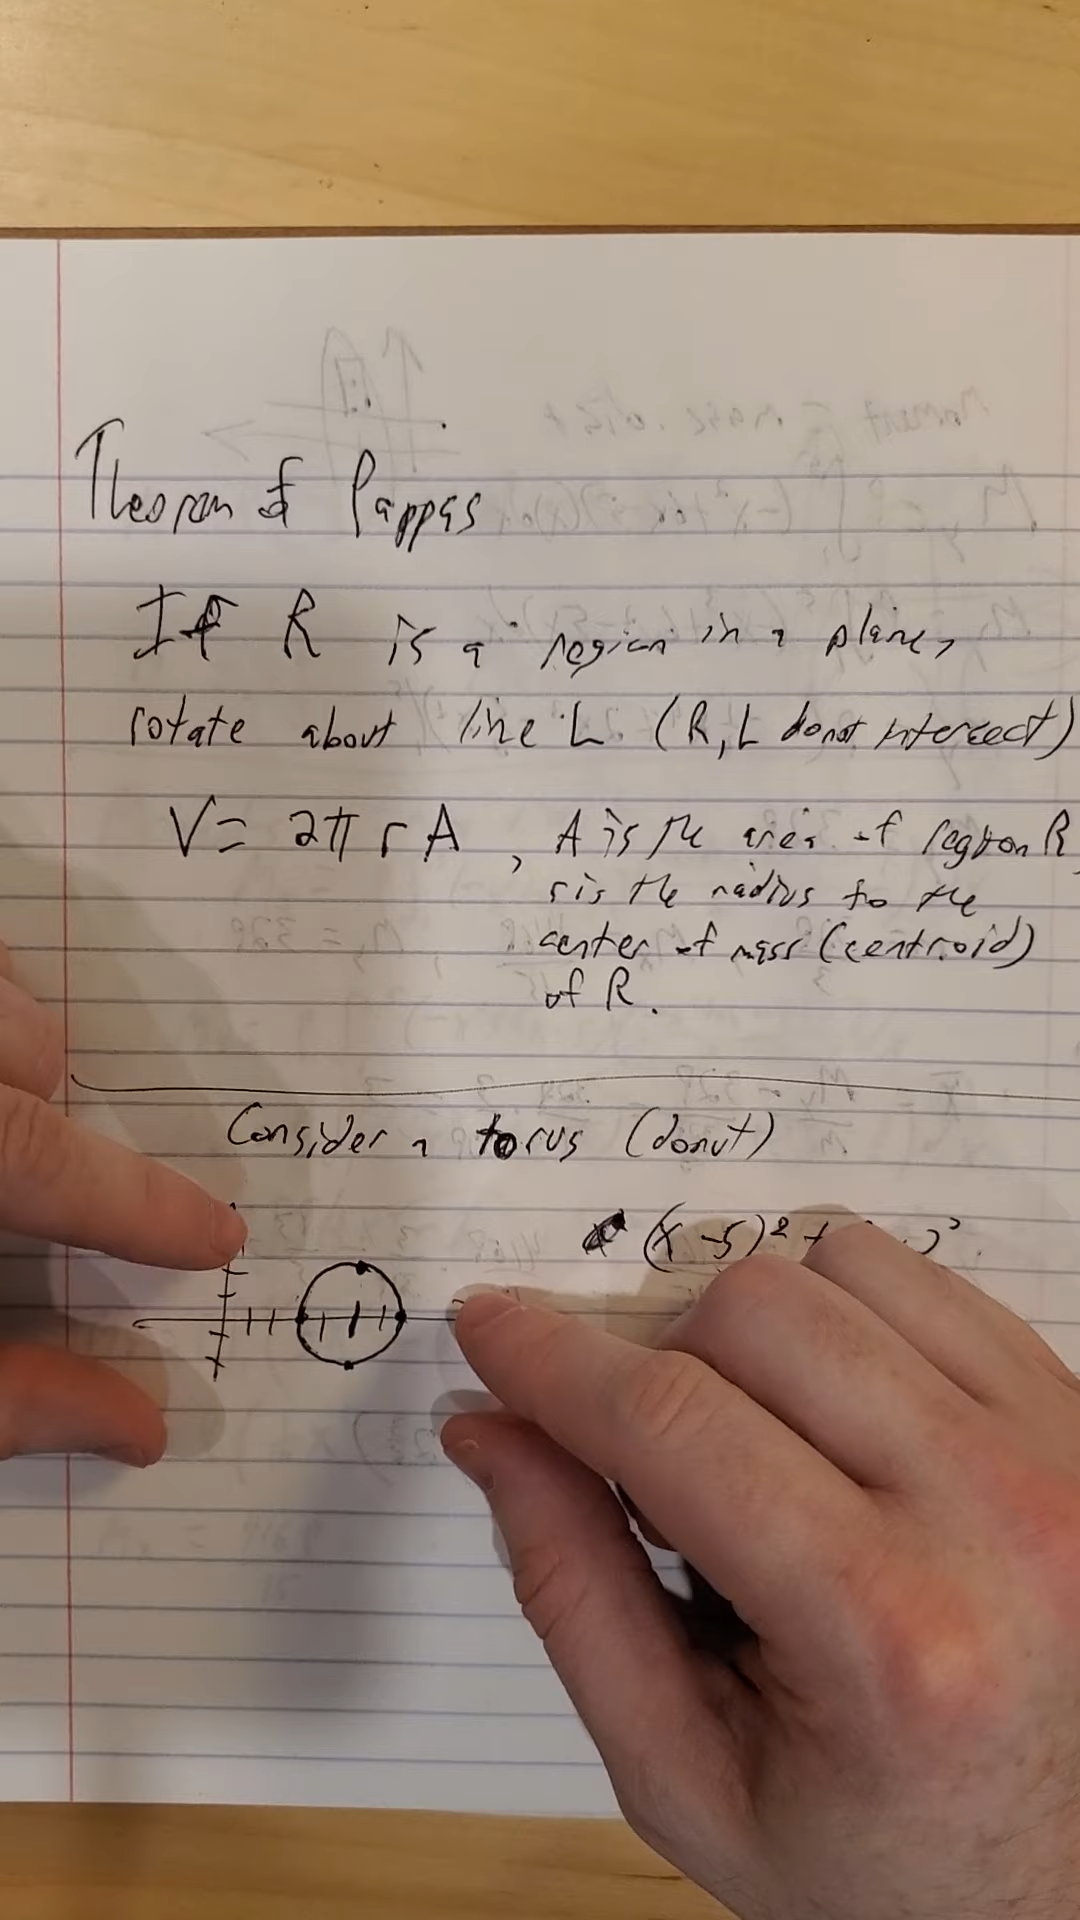 Theorem of Pappas
If R is a region in a plane,
rotate about line L. (R, L do not intersect)
V = 2π r A , A is the area of region R,
r is the radius to the
center of mass (centroid)
of R.
Consider a torus (donut)
(x-5)² +